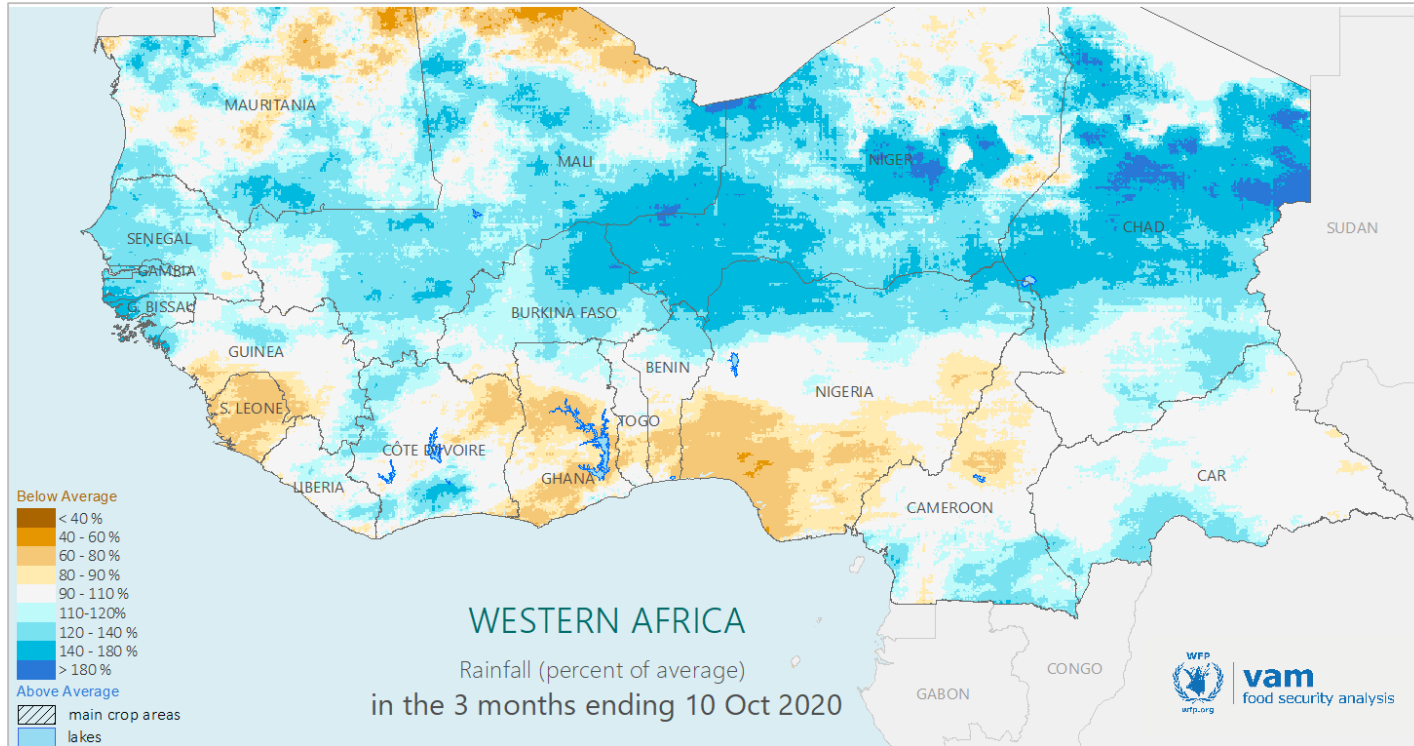 MAURITANIA
MALI
NIGER
CHAD
SUDAN
SENEGAL
GAMBIA
G. BISSAU
BURKINA FASO
GUINEA
BENIN
NIGERIA
S. LEONE
TOGO
CÔTE D'IVOIRE
GHANA
LIBERIA
CAR
CAMEROON
CONGO
GABON
Below Average
< 40 %
40 - 60 %
60 - 80 %
80 - 90 %
90 - 110 %
110-120%
120 - 140 %
140 - 180 %
> 180 %
Above Average
main crop areas
lakes
WESTERN AFRICA
Rainfall (percent of average)
in the 3 months ending 10 Oct 2020
WFP
wfp.org
vam
food security analysis